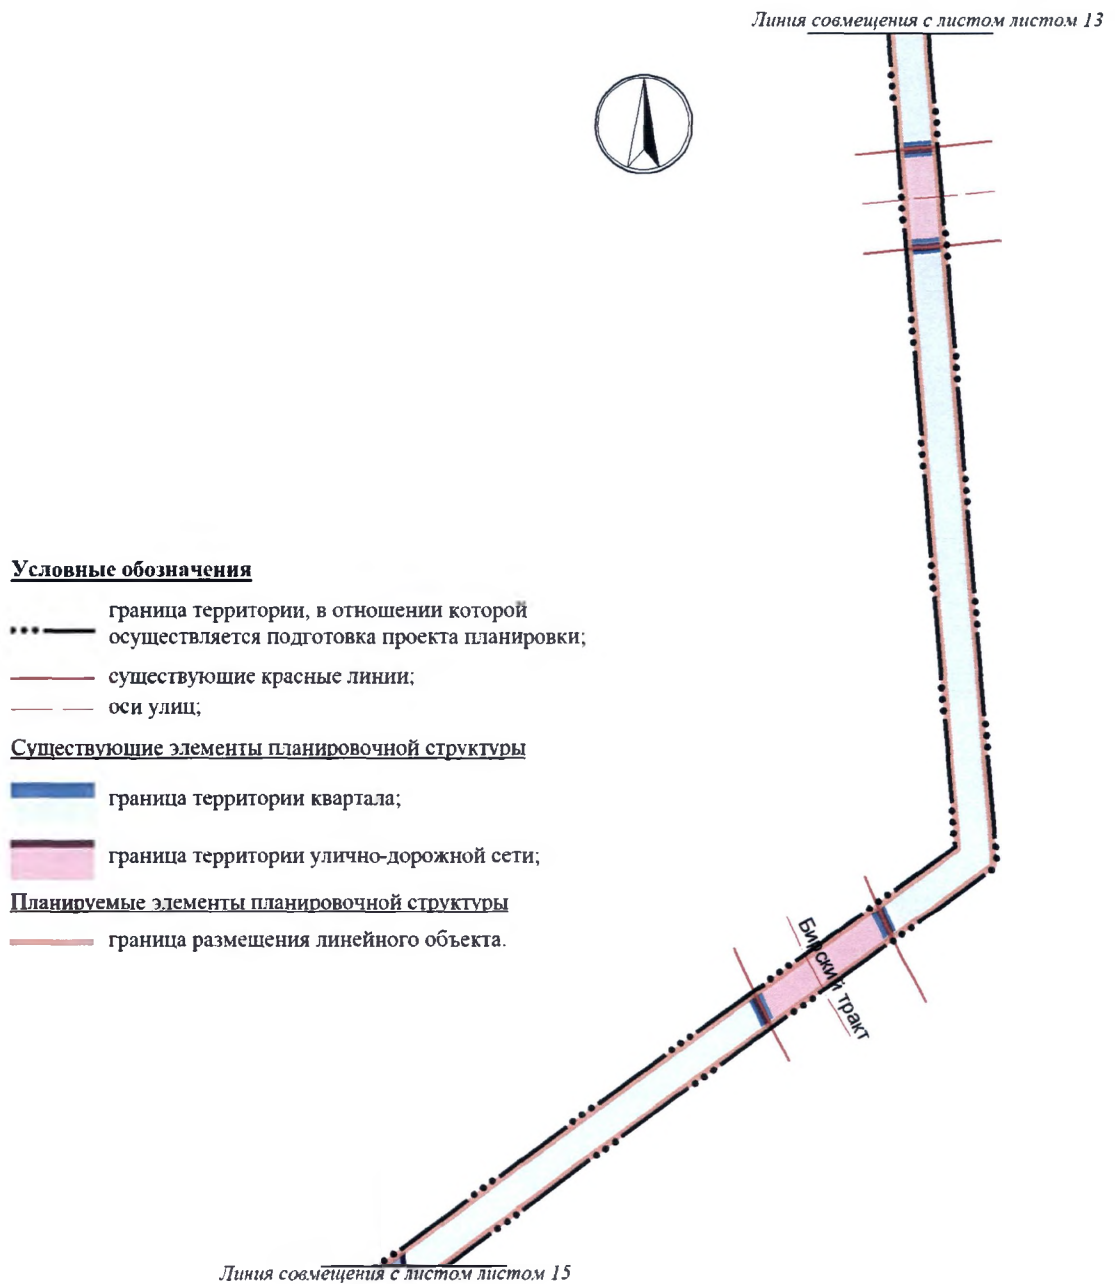 Линия совмещения с листом листом 13
Условные обозначения
граница территории, в отношении которой
осуществляется подготовка проекта планировки;
существующие красные линии;
оси улиц;
Существующие элементы планировочной структуры
граница территории квартала;
граница территории улично-дорожной сети;
Планируемые элементы планировочной структуры
граница размещения линейного объекта.
Бирский тракт
Линия совмещения с листом листом 15